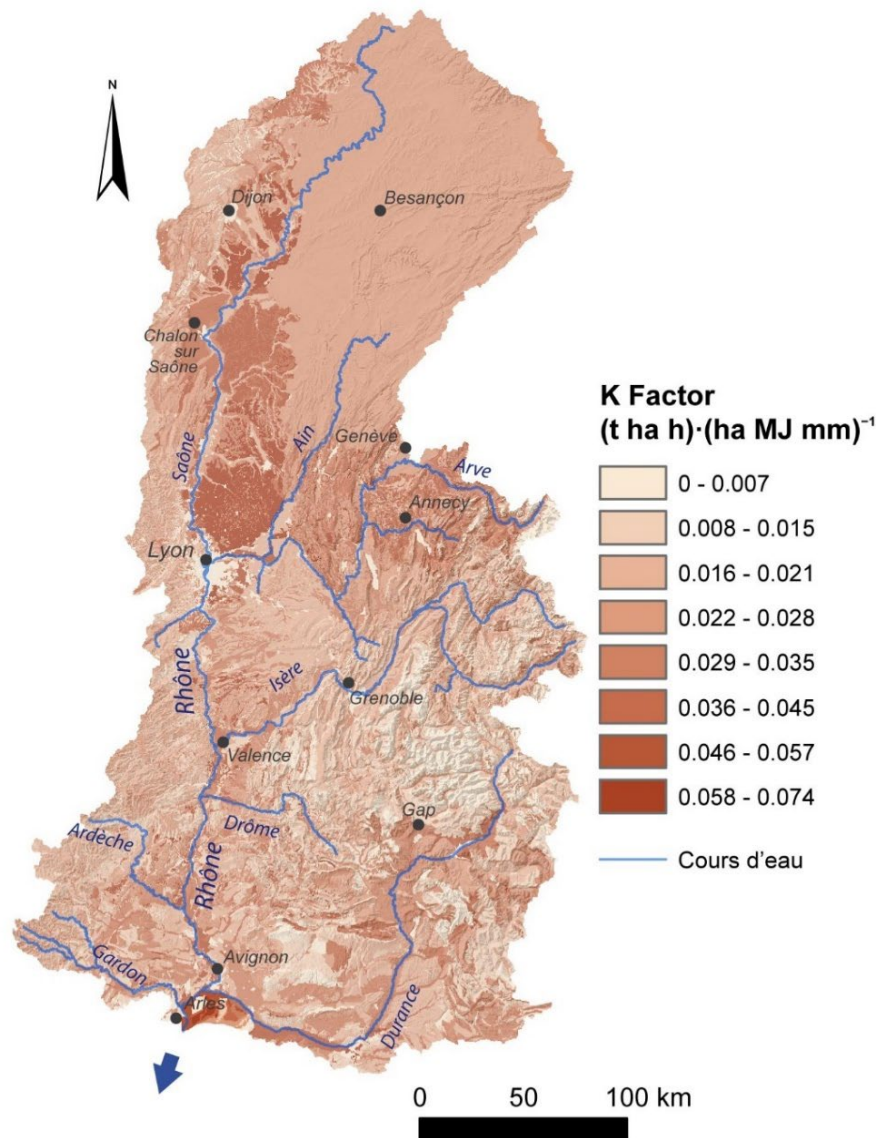 N
Dijon
Besançon
Chalon
sur
Saône
Saône
Ain
Genève
Arve
Annecy
Lyon
Rhône
Isère
Grenoble
Valence
Gap
Drôme
Ardèche
Rhône
Gardon
Avignon
Arles
Durance
K Factor
(t ha h)·(ha MJ mm)⁻¹
0 - 0.007
0.008 - 0.015
0.016 - 0.021
0.022 - 0.028
0.029 - 0.035
0.036 - 0.045
0.046 - 0.057
0.058 - 0.074
Cours d'eau
0 50 100 km